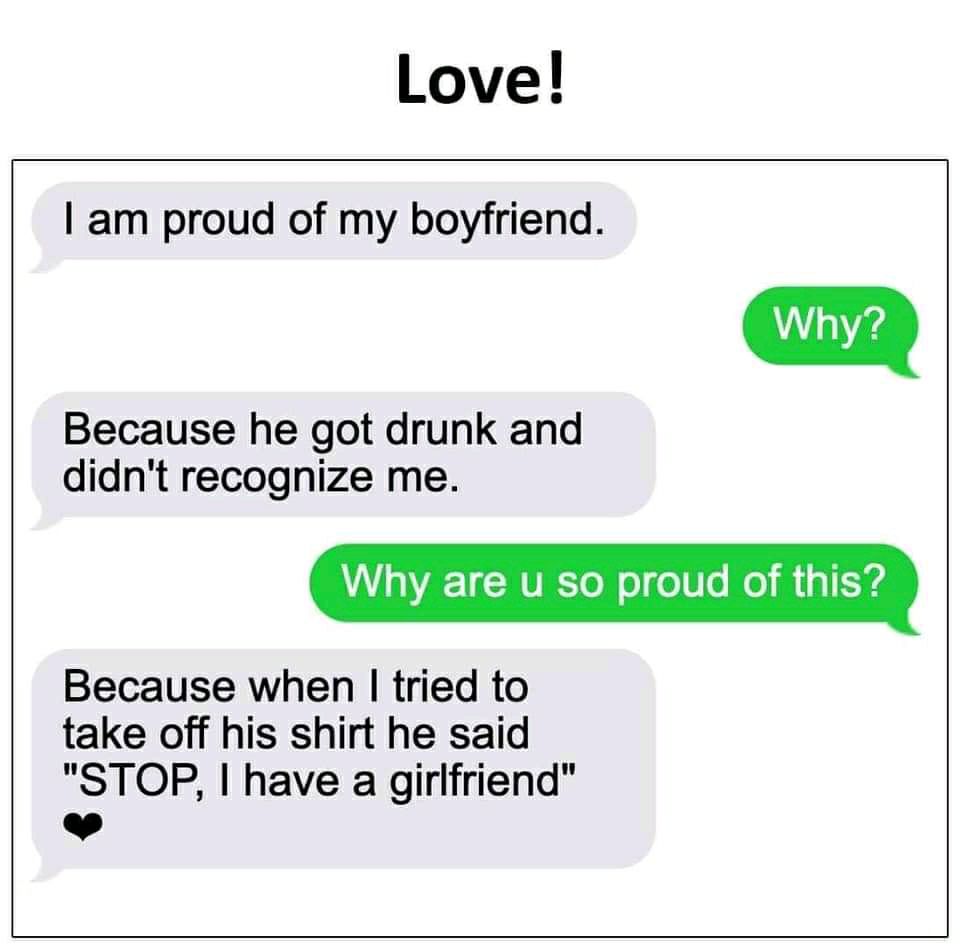 Love!
I am proud of my boyfriend.
Why?
Because he got drunk and
didn't recognize me.
Why are u so proud of this?
Because when I tried to
take off his shirt he said
"STOP, I have a girlfriend"
❤